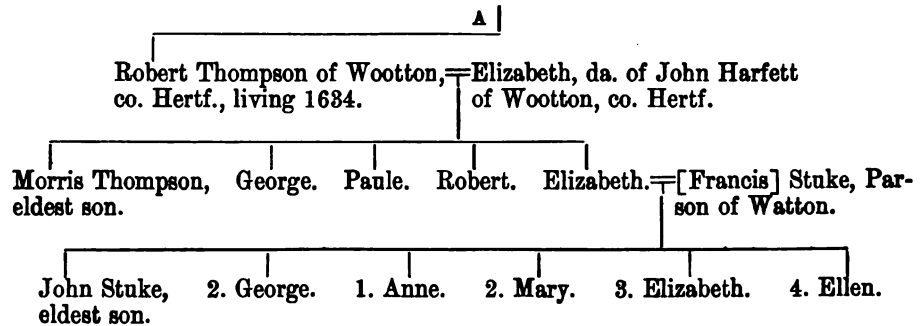 A
Robert Thompson of Wootton,═Elizabeth, da. of John Harfett
co. Hertf., living 1634. of Wootton, co. Hertf.
Morris Thompson, George. Paule. Robert. Elizabeth.═[Francis] Stuke, Par-
eldest son. son of Watton.
John Stuke, 2. George. 1. Anne. 2. Mary. 3. Elizabeth. 4. Ellen.
eldest son.